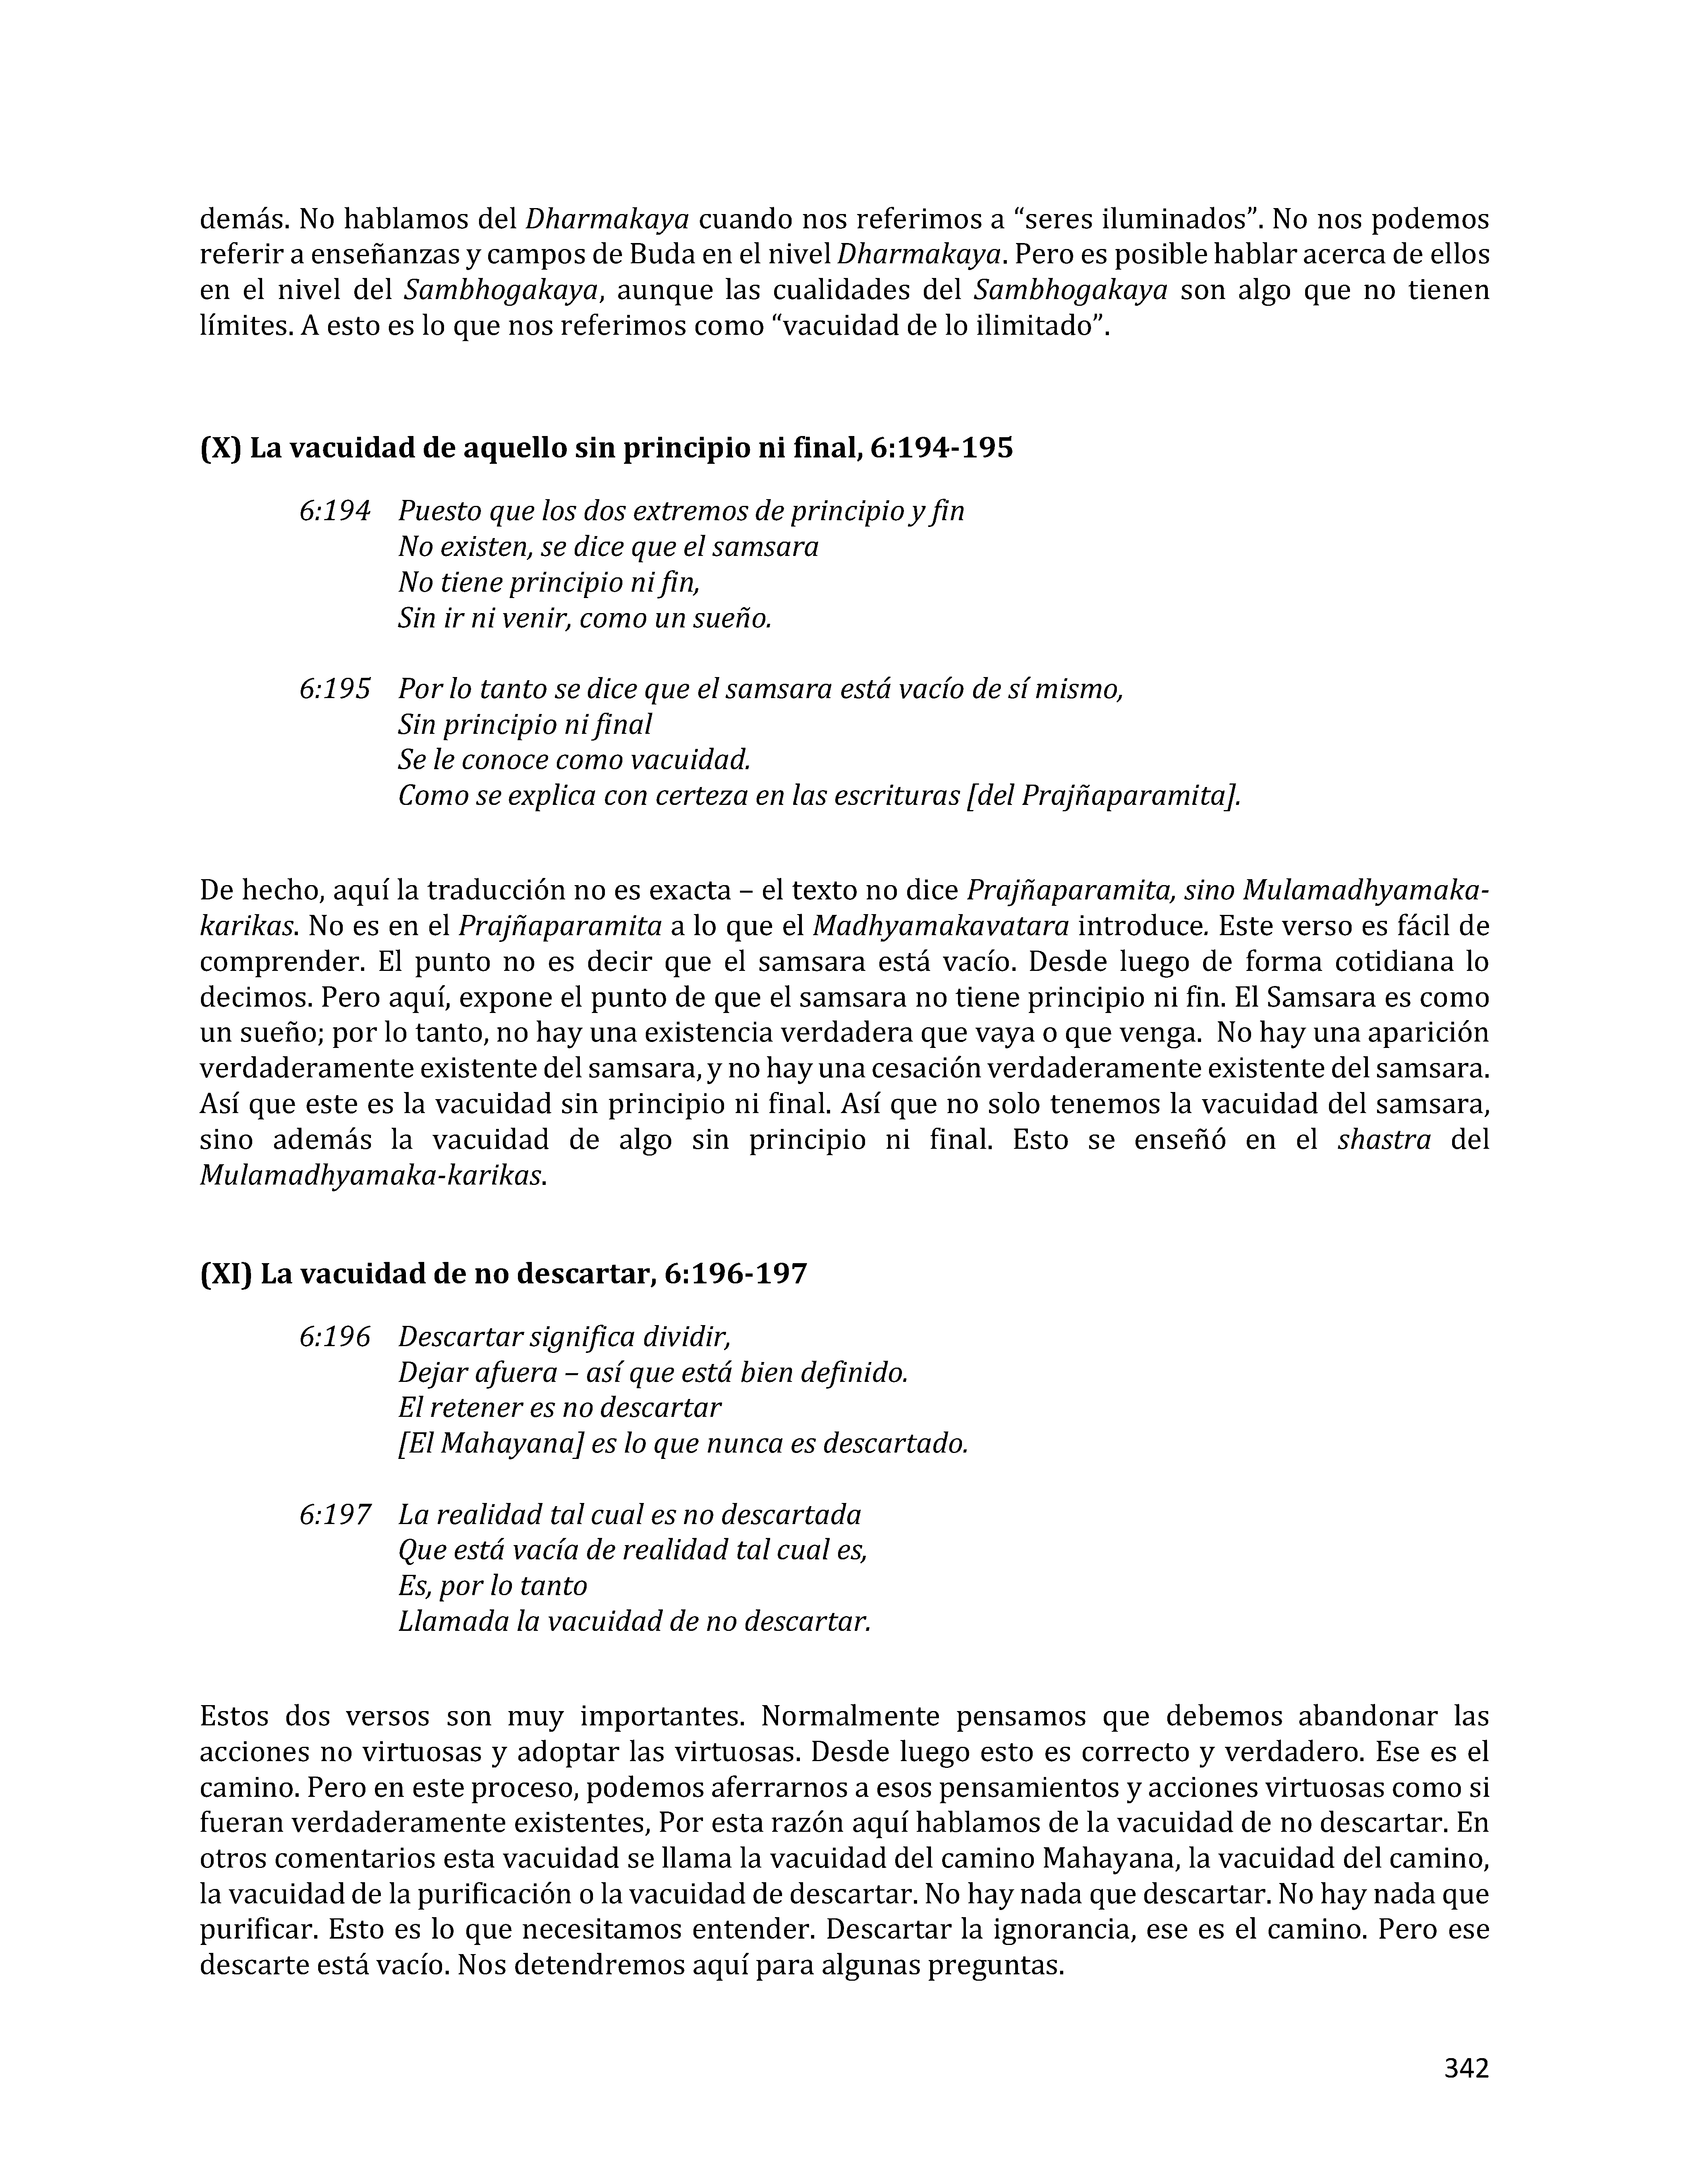 demás. No hablamos del Dharmakaya cuando nos referimos a “seres iluminados”. No nos podemos
referir a enseñanzas y campos de Buda en el nivel Dharmakaya. Pero es posible hablar acerca de ellos
en el nivel del Sambhogakaya, aunque las cualidades del Sambhogakaya son algo que no tienen
límites. A esto es lo que nos referimos como “vacuidad de lo ilimitado”.
(X) La vacuidad de aquello sin principio ni final, 6:194-195
6:194 Puesto que los dos extremos de principio y fin
No existen, se dice que el samsara
No tiene principio ni fin,
Sin ir ni venir, como un sueño.
6:195 Por lo tanto se dice que el samsara está vacío de sí mismo,
Sin principio ni final
Se le conoce como vacuidad.
Como se explica con certeza en las escrituras [del Prajñaparamita].
De hecho, aquí la traducción no es exacta – el texto no dice Prajñaparamita, sino Mulamadhyamaka-
karikas. No es en el Prajñaparamita a lo que el Madhyamakavatara introduce. Este verso es fácil de
comprender. El punto no es decir que el samsara está vacío. Desde luego de forma cotidiana lo
decimos. Pero aquí, expone el punto de que el samsara no tiene principio ni fin. El Samsara es como
un sueño; por lo tanto, no hay una existencia verdadera que vaya o que venga. No hay una aparición
verdaderamente existente del samsara, y no hay una cesación verdaderamente existente del samsara.
Así que este es la vacuidad sin principio ni final. Así que no solo tenemos la vacuidad del samsara,
sino además la vacuidad de algo sin principio ni final. Esto se enseñó en el shastra del
Mulamadhyamaka-karikas.
(XI) La vacuidad de no descartar, 6:196-197
6:196 Descartar significa dividir,
Dejar afuera – así que está bien definido.
El retener es no descartar
[El Mahayana] es lo que nunca es descartado.
6:197 La realidad tal cual es no descartada
Que está vacía de realidad tal cual es,
Es, por lo tanto
Llamada la vacuidad de no descartar.
Estos dos versos son muy importantes. Normalmente pensamos que debemos abandonar las
acciones no virtuosas y adoptar las virtuosas. Desde luego esto es correcto y verdadero. Ese es el
camino. Pero en este proceso, podemos aferrarnos a esos pensamientos y acciones virtuosas como si
fueran verdaderamente existentes, Por esta razón aquí hablamos de la vacuidad de no descartar. En
otros comentarios esta vacuidad se llama la vacuidad del camino Mahayana, la vacuidad del camino,
la vacuidad de la purificación o la vacuidad de descartar. No hay nada que descartar. No hay nada que
purificar. Esto es lo que necesitamos entender. Descartar la ignorancia, ese es el camino. Pero ese
descarte está vacío. Nos detendremos aquí para algunas preguntas.
342